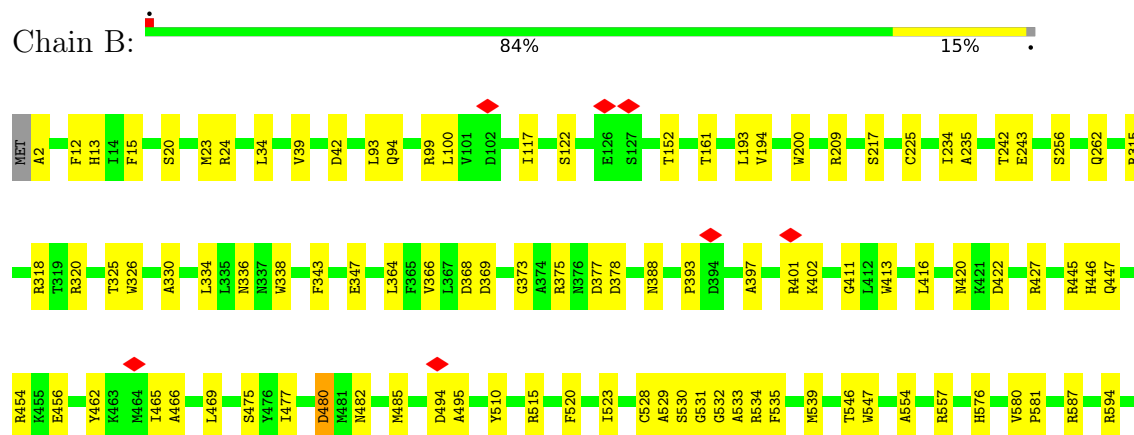 Chain B:
84% 15%
MET A2 F12 H13 I14 F15 S20 M23 R24 L34 V39 D42 L93 Q94 R99 L100 V101 D102 I117 S122 E126 S127 T152 T161 L193 V194 W200 R209 S217 C225 I234 A235 T242 E243 S256 Q262 R315
R318 T319 R320 T325 W326 A330 L334 L335 N336 N337 W338 F343 E347 L364 F365 V366 L367 D368 D369 G373 A374 R375 N376 D377 D378 N388 P393 D394 A397 R401 K402 G411 L412 W413 L416 N420 K421 D422 R427 R445 H446 Q447
R454 K455 E456 Y462 K463 M464 I465 A466 L469 S475 Y476 I477 D480 M481 N482 M485 D494 A495 Y510 R515 F520 I523 C528 A529 S530 G531 G532 A533 R534 F535 M539 T546 W547 A554 R557 H576 V580 P581 R587 R594